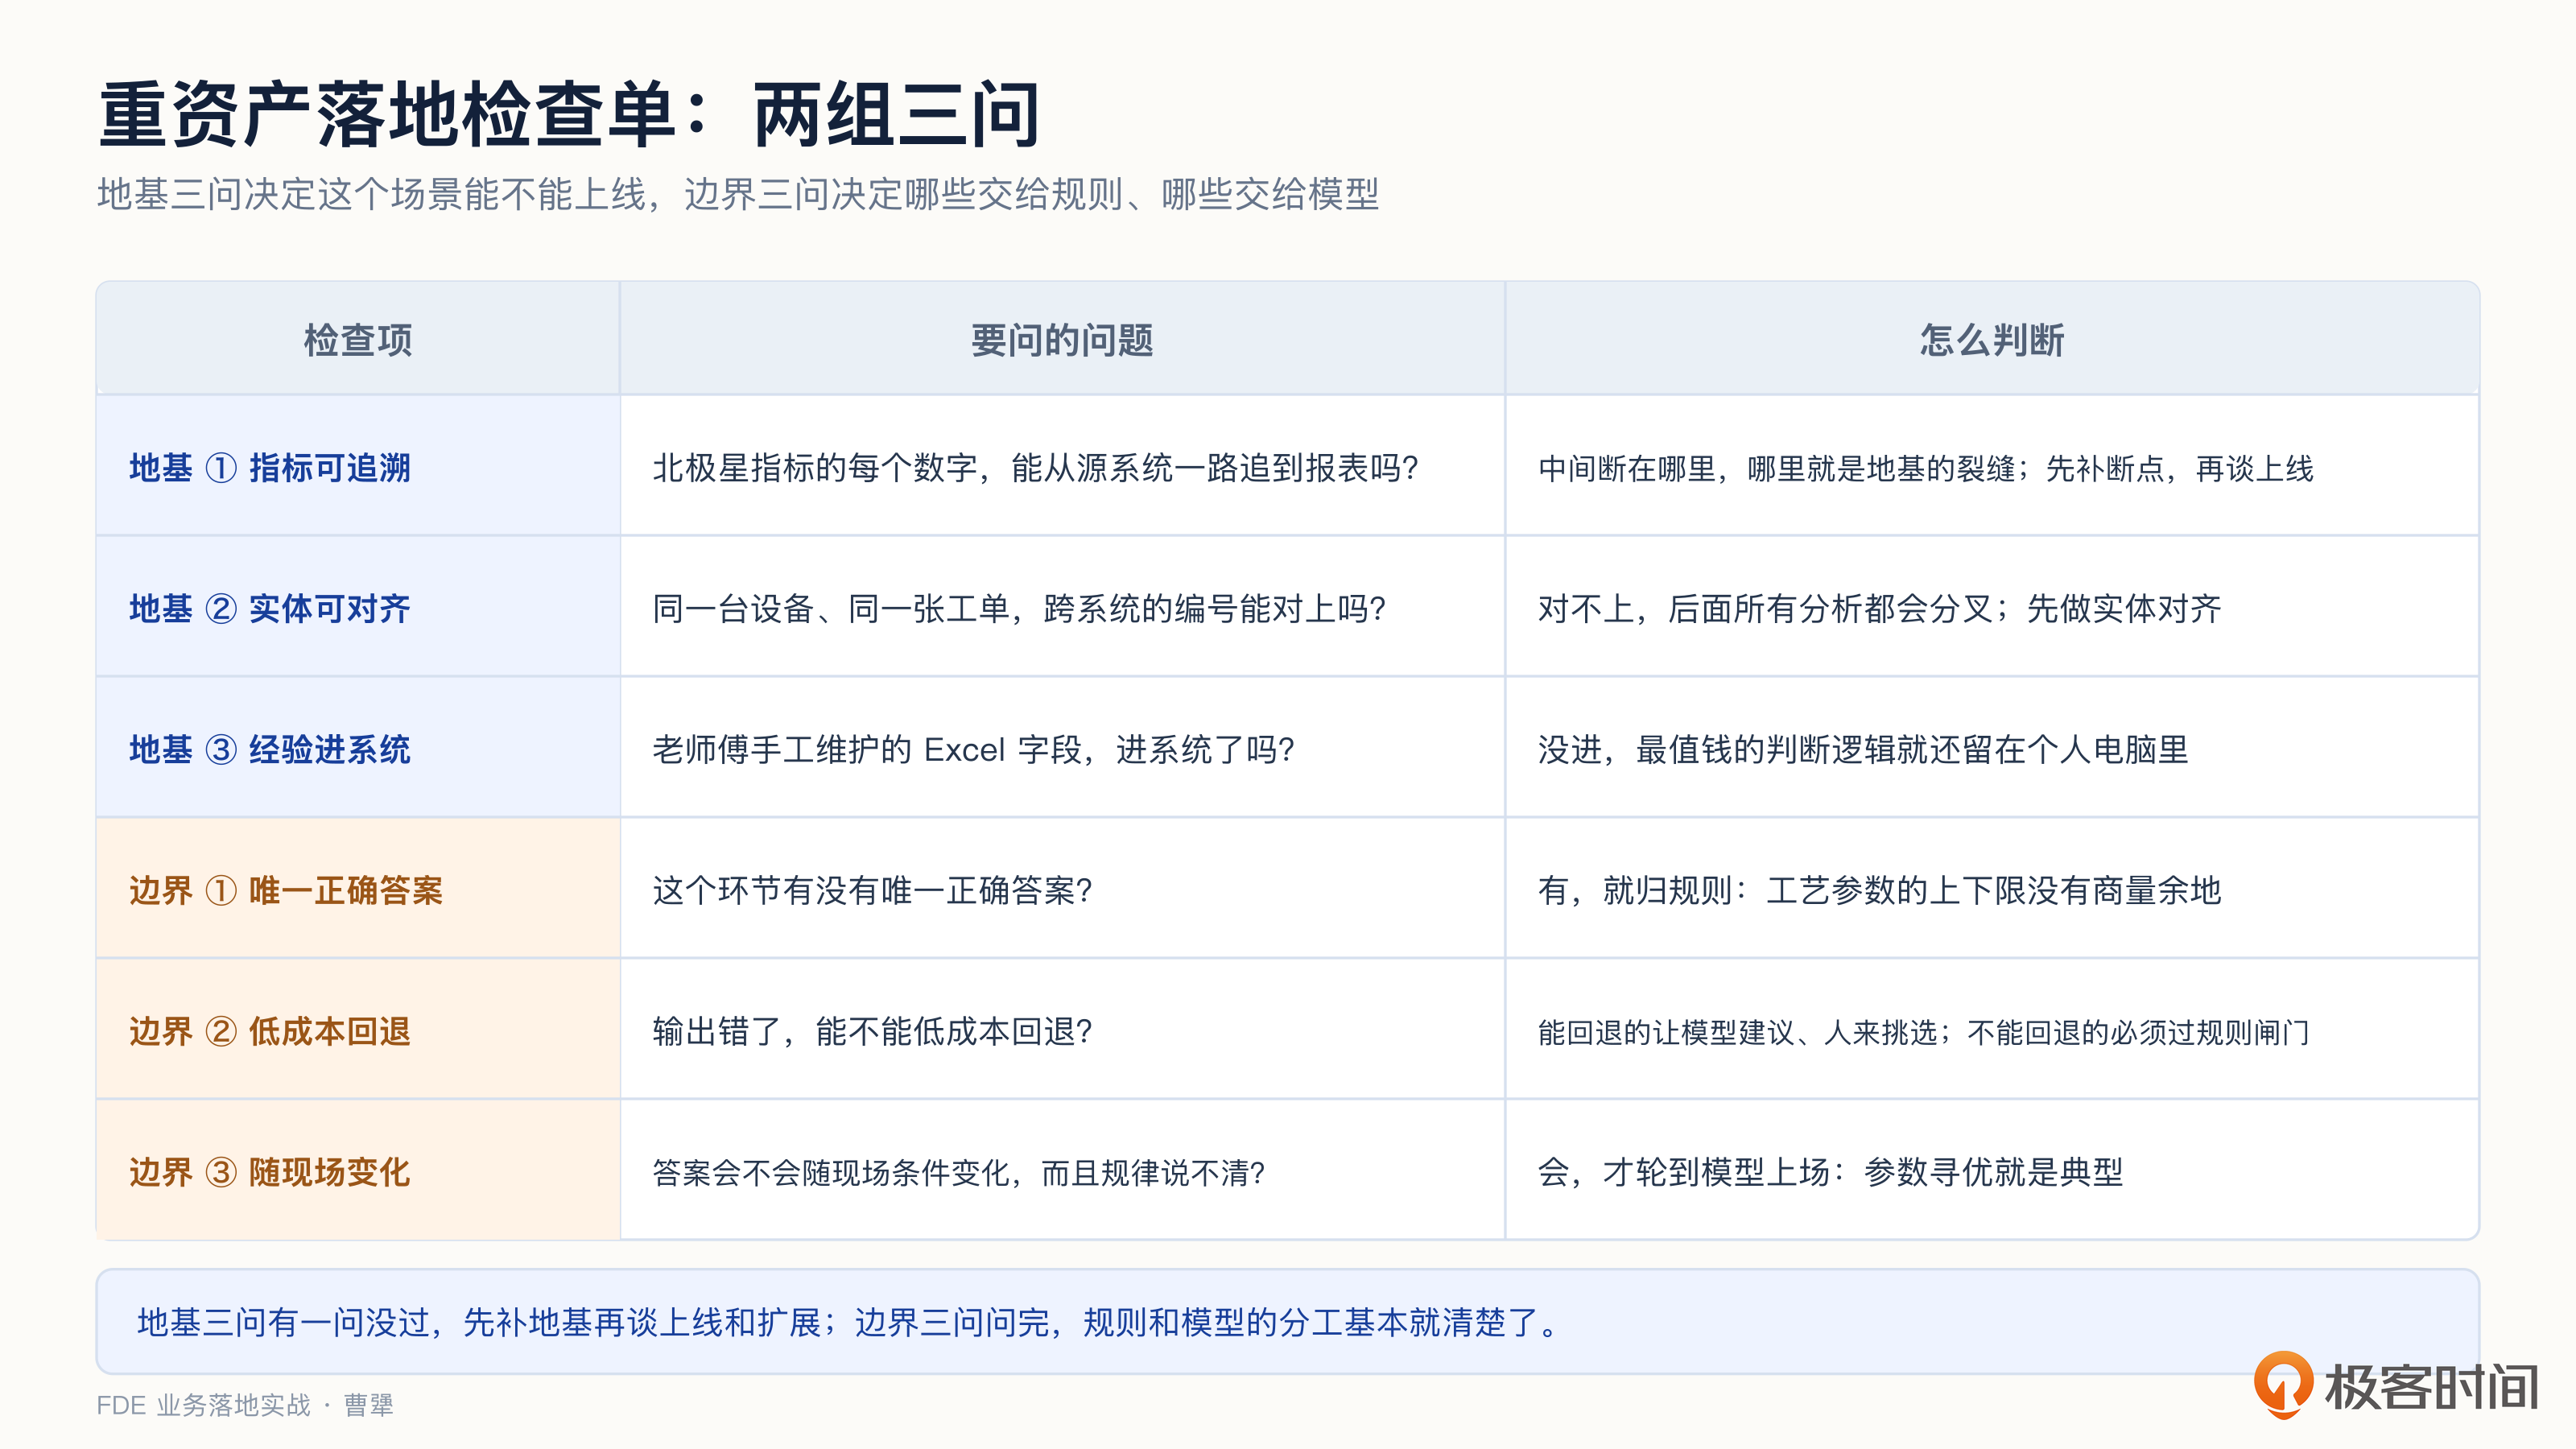 重资产落地检查单：两组三问
地基三问决定这个场景能不能上线，边界三问决定哪些交给规则、哪些交给模型
检查项
要问的问题
怎么判断
地基 ① 指标可追溯
北极星指标的每个数字，能从源系统一路追到报表吗？
中间断在哪里，哪里就是地基的裂缝；先补断点，再谈上线
地基 ② 实体可对齐
同一台设备、同一张工单，跨系统的编号能对上吗？
对不上，后面所有分析都会分叉；先做实体对齐
地基 ③ 经验进系统
老师傅手工维护的 Excel 字段，进系统了吗？
没进，最值钱的判断逻辑就还留在个人电脑里
边界 ① 唯一正确答案
这个环节有没有唯一正确答案？
有，就归规则：工艺参数的上下限没有商量余地
边界 ② 低成本回退
输出错了，能不能低成本回退？
能回退的让模型建议、人来挑选；不能回退的必须过规则闸门
边界 ③ 随现场变化
答案会不会随现场条件变化，而且规律说不清？
会，才轮到模型上场：参数寻优就是典型
地基三问有一问没过，先补地基再谈上线和扩展；边界三问问完，规则和模型的分工基本就清楚了。
FDE 业务落地实战 · 曹犟
极客时间